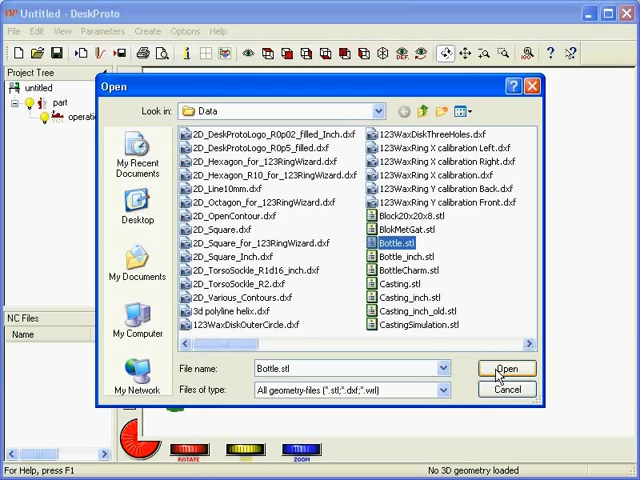 Untitled - DeskProto
File Edit View Parameters Create Options Help
Project Tree
untitled
part
operati
NC Files
Name
Open
Look in: Data
My Recent
Documents
Desktop
My Documents
My Computer
My Network
2D_DeskProtoLogo_R0p02_filled_Inch.dxf
2D_DeskProtoLogo_R0p5_filled.dxf
2D_Hexagon_for_123RingWizard.dxf
2D_Hexagon_R10_for_123RingWizard.dxf
2D_Line10mm.dxf
2D_Octagon_for_123RingWizard.dxf
2D_OpenContour.dxf
2D_Square.dxf
2D_Square_for_123RingWizard.dxf
2D_Square_Inch.dxf
2D_TorsoSockle_R1d16_inch.dxf
2D_TorsoSockle_R2.dxf
2D_Various_Contours.dxf
3d polyline helix.dxf
123WaxDiskOuterCircle.dxf
123WaxDiskThreeHoles.dxf
123WaxRing X calibration Left.dxf
123WaxRing X calibration Right.dxf
123WaxRing X calibration.dxf
123WaxRing Y calibration Back.dxf
123WaxRing Y calibration Front.dxf
Block20x20x8.stl
BlokMetGat.stl
Bottle.stl
Bottle_inch.stl
BottleCharm.stl
Casting.stl
Casting_inch.stl
Casting_inch_old.stl
CastingSimulation.stl
File name: Bottle.stl Open
Files of type: All geometry-files (*.stl;*.dxf;*.wrl) Cancel
ROTATE ZOOM
For Help, press F1 No 3D geometry loaded